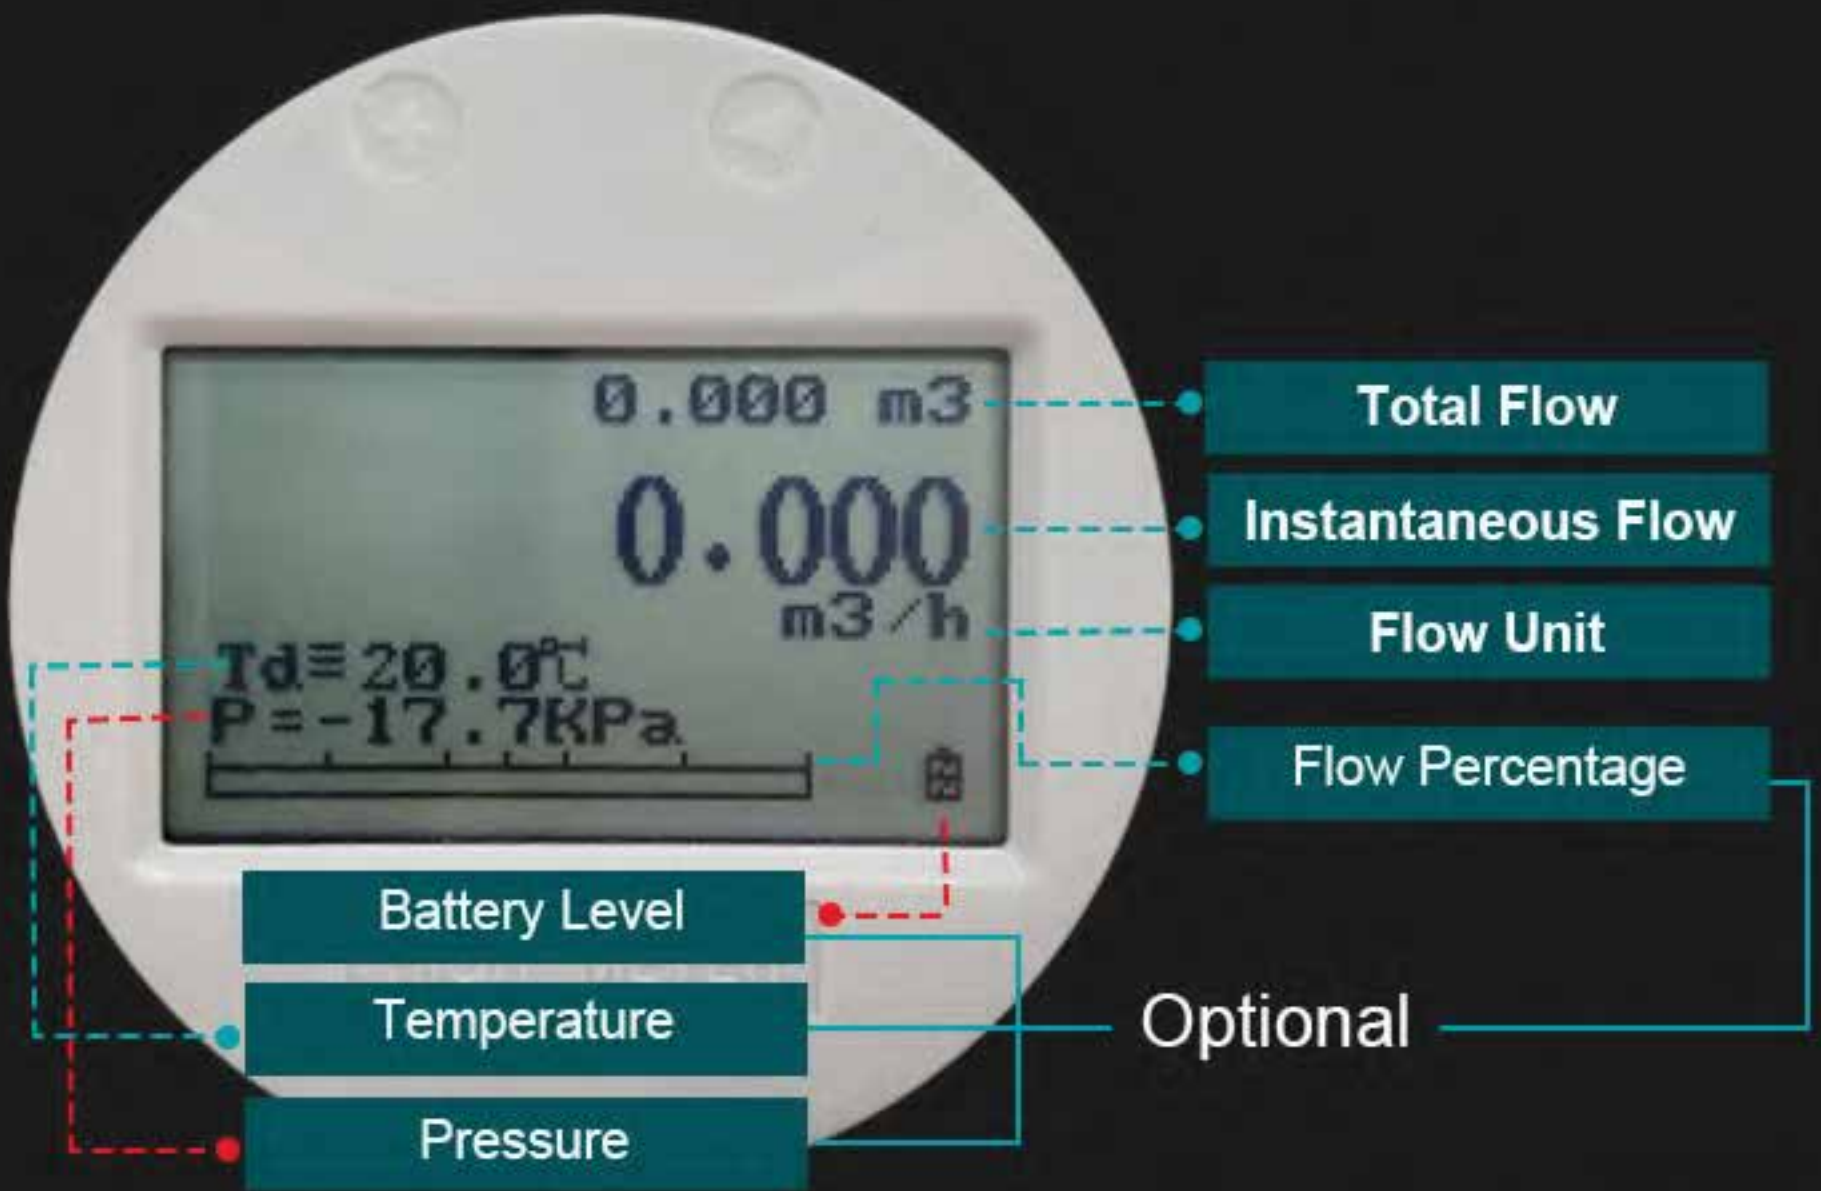 0.000 m3
Total Flow
0.000
Instantaneous Flow
m3/h
Flow Unit
Td≡20.0℃
P=-17.7KPa
Flow Percentage
Battery Level
Temperature
Optional
Pressure